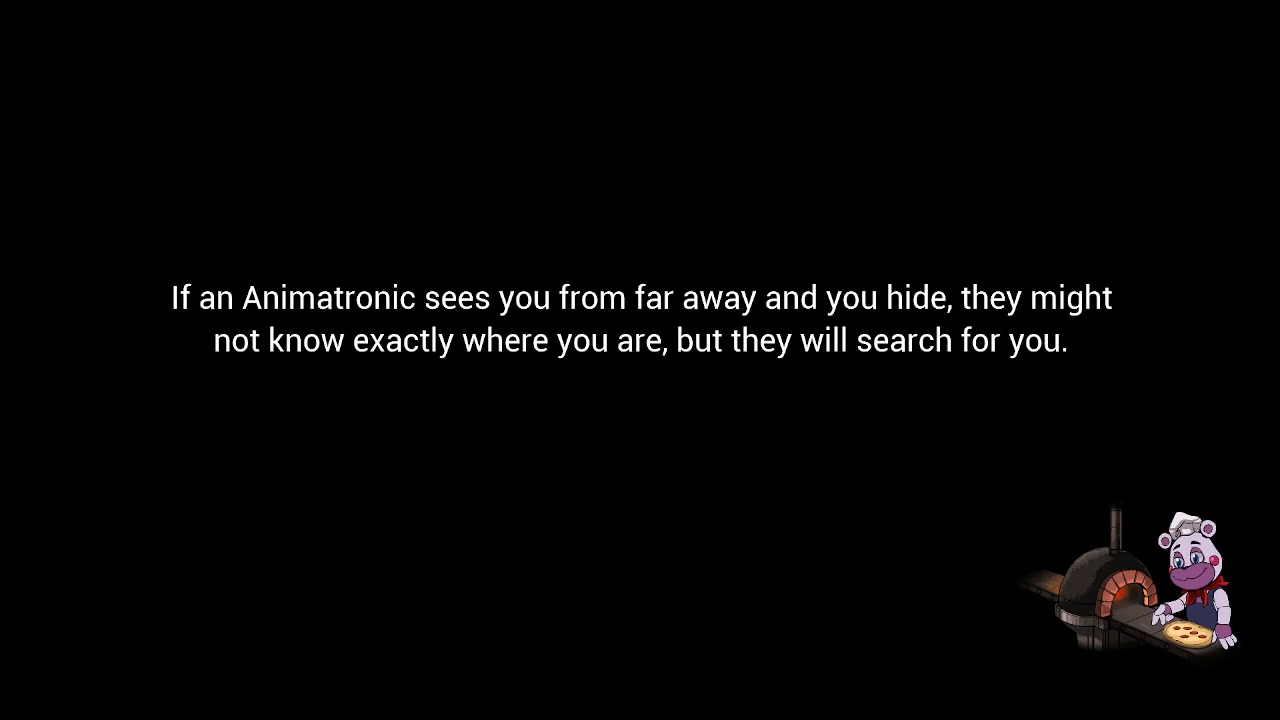 If an Animatronic sees you from far away and you hide, they might
not know exactly where you are, but they will search for you.